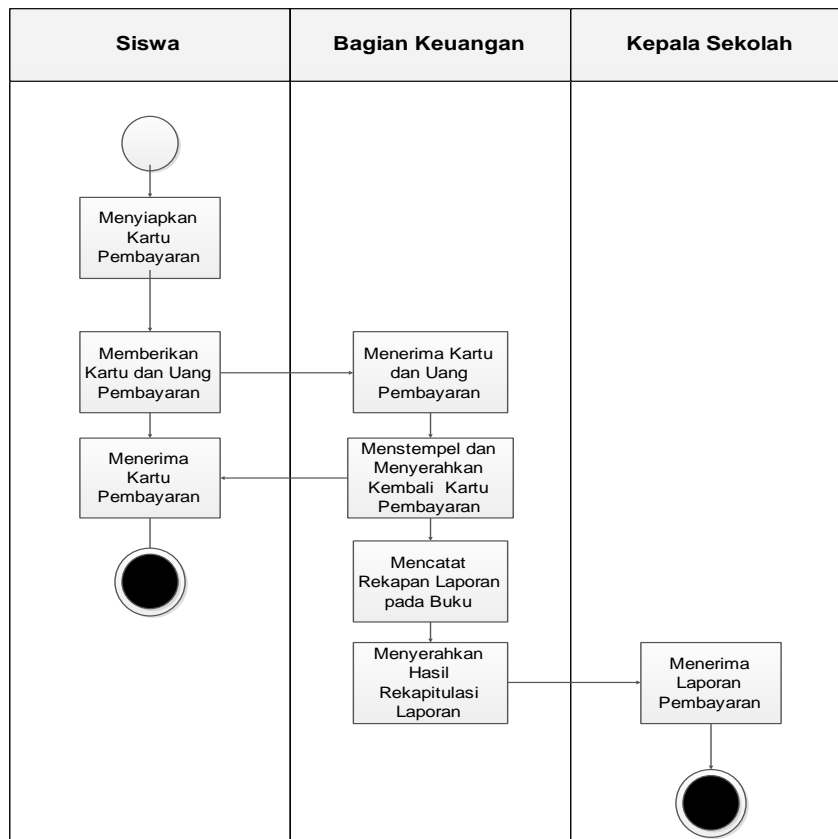 Siswa
Bagian Keuangan
Kepala Sekolah
Menyiapkan
Kartu
Pembayaran
Memberikan
Kartu dan Uang
Pembayaran
Menerima Kartu
dan Uang
Pembayaran
Menerima
Kartu
Pembayaran
Menstempel dan
Menyerahkan
Kembali Kartu
Pembayaran
Mencatat
Rekapan Laporan
pada Buku
Menyerahkan
Hasil
Rekapitulasi
Laporan
Menerima
Laporan
Pembayaran